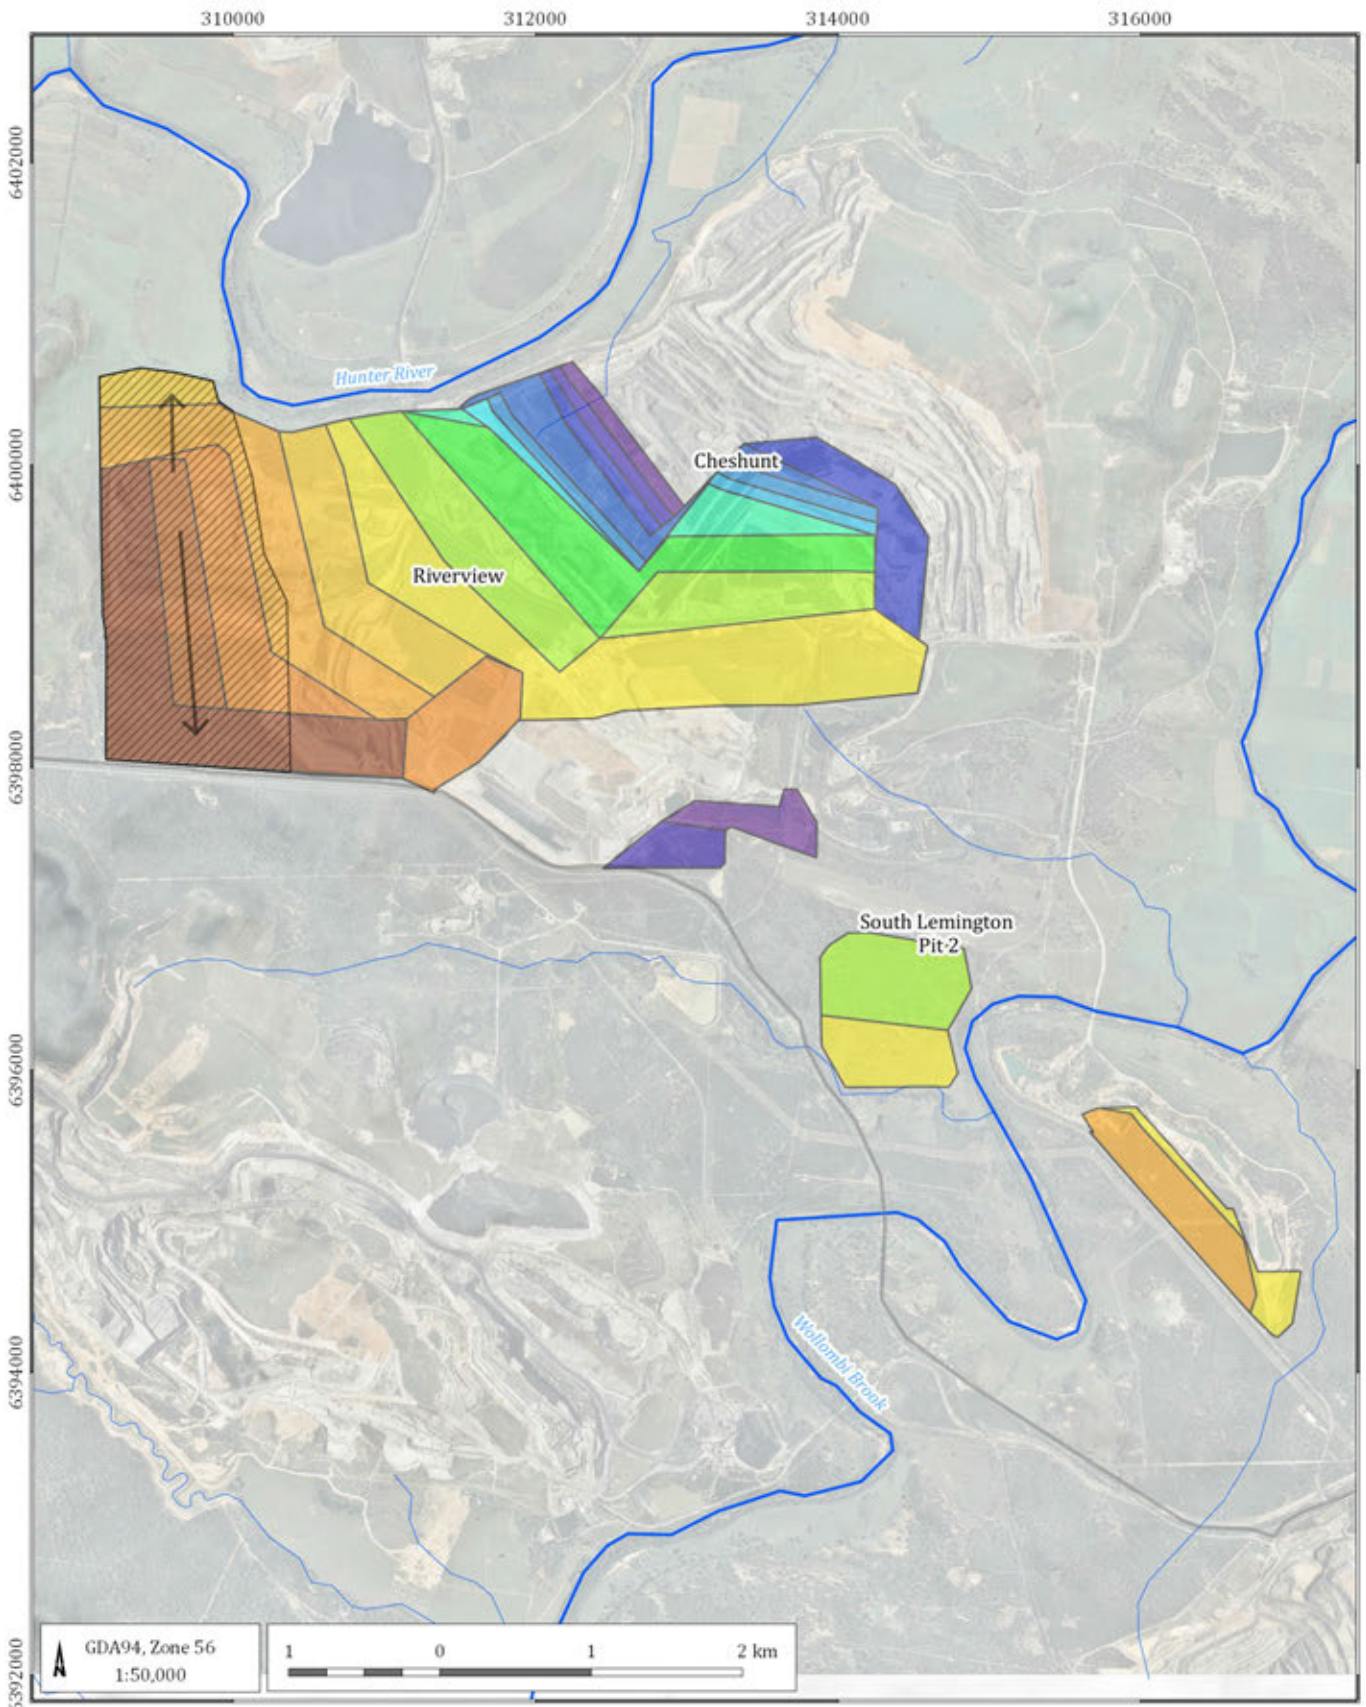 310000 312000 314000 316000
6402000
Hunter River
6400000
Cheshunt
Riverview
6398000
South Lemington
Pit 2
6396000
Wollombi Brook
6394000
6392000
GDA94, Zone 56
1:50,000
1 0 1 2 km